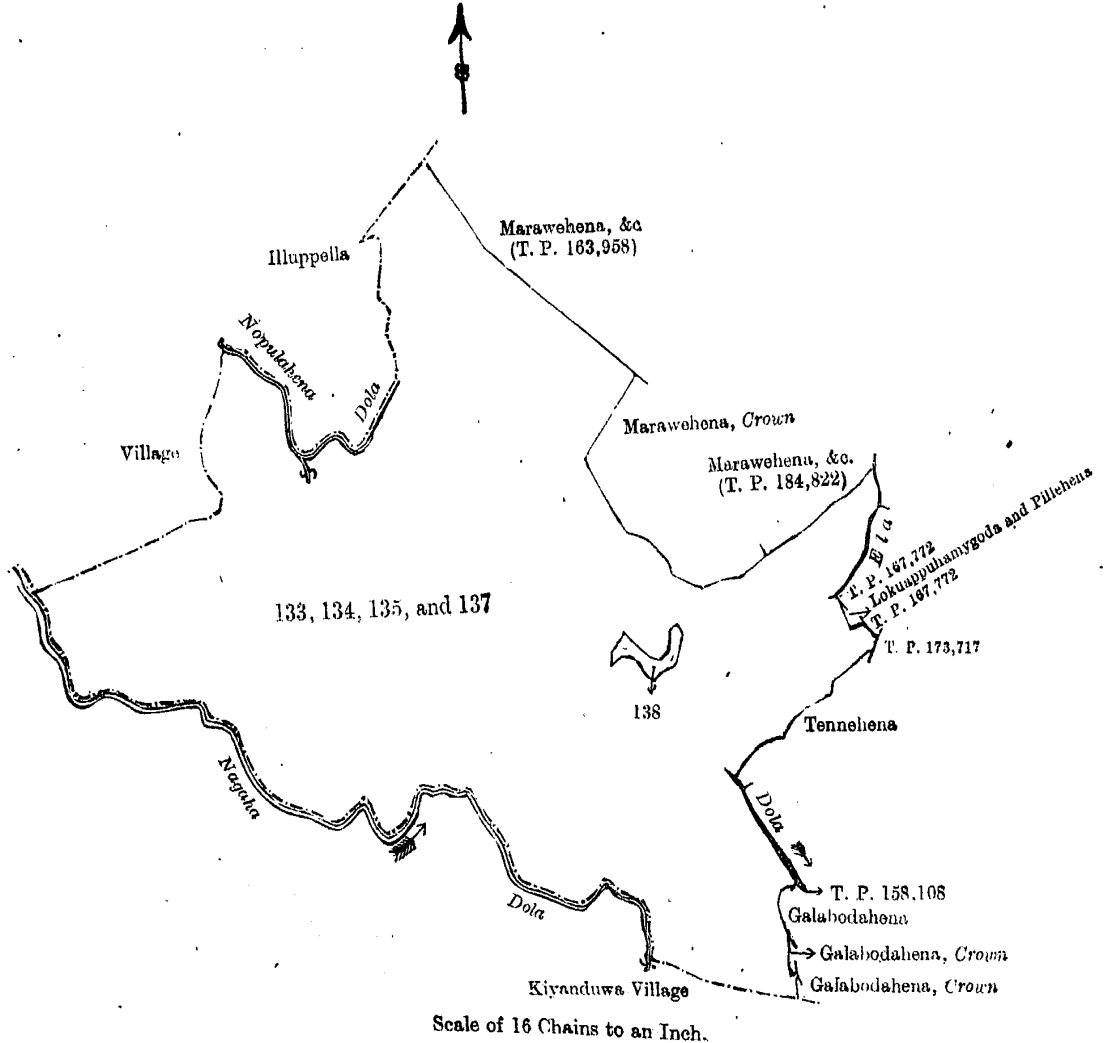 Marawehena, &c
(T. P. 163,958)
Illuppella
Nopulahena
Dola
Marawehena, Crown
Village
Marawehena, &c.
(T. P. 184,822)
Ela
T. P. 167,772
Lokuappuhamygoda and Pillehena
T. P. 167,772
T. P. 173,717
133, 134, 135, and 137
138
Tennehena
Nagaha
Dola
Dola
T. P. 158,108
Galabodahena
Galabodahena, Crown
Galabodahena, Crown
Kiyanduwa Village
Scale of 16 Chains to an Inch.